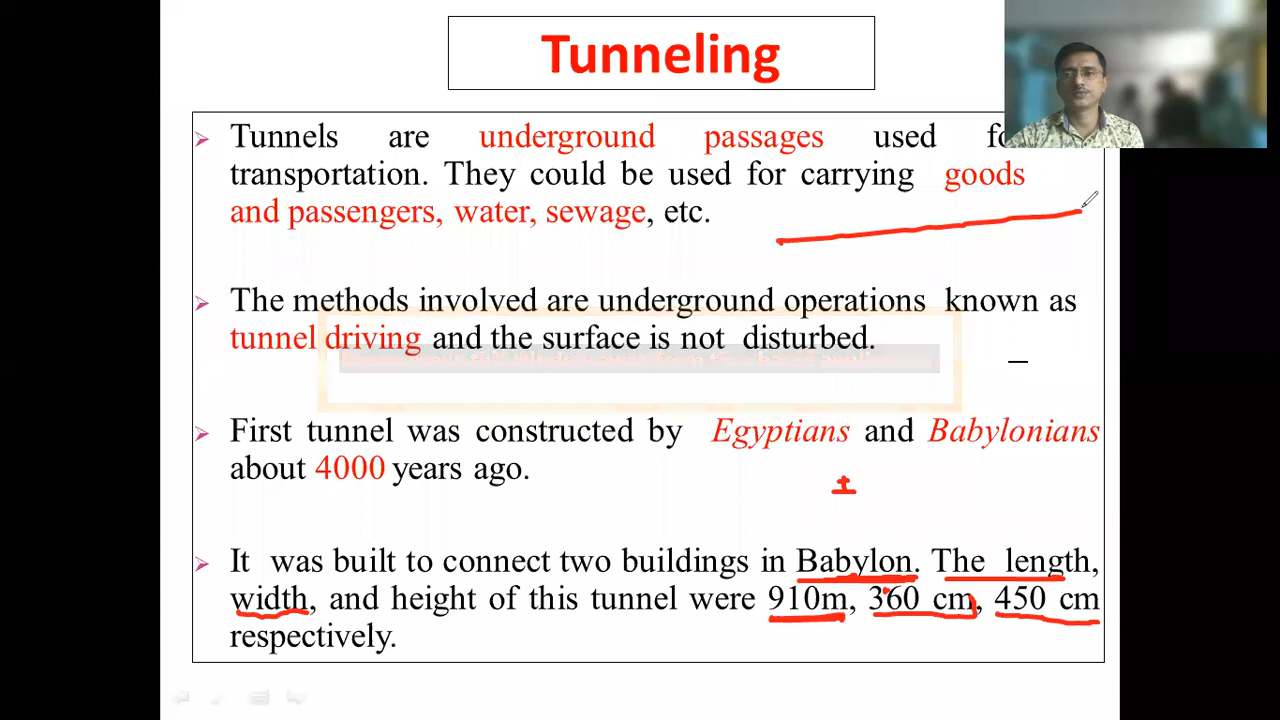 Tunneling
Tunnels are underground passages used
transportation. They could be used for carrying goods
and passengers, water, sewage, etc.
The methods involved are underground operations known as
tunnel driving and the surface is not disturbed.
First tunnel was constructed by Egyptians and Babylonians
about 4000 years ago.
It was built to connect two buildings in Babylon. The length,
width, and height of this tunnel were 910m, 360 cm, 450 cm
respectively.